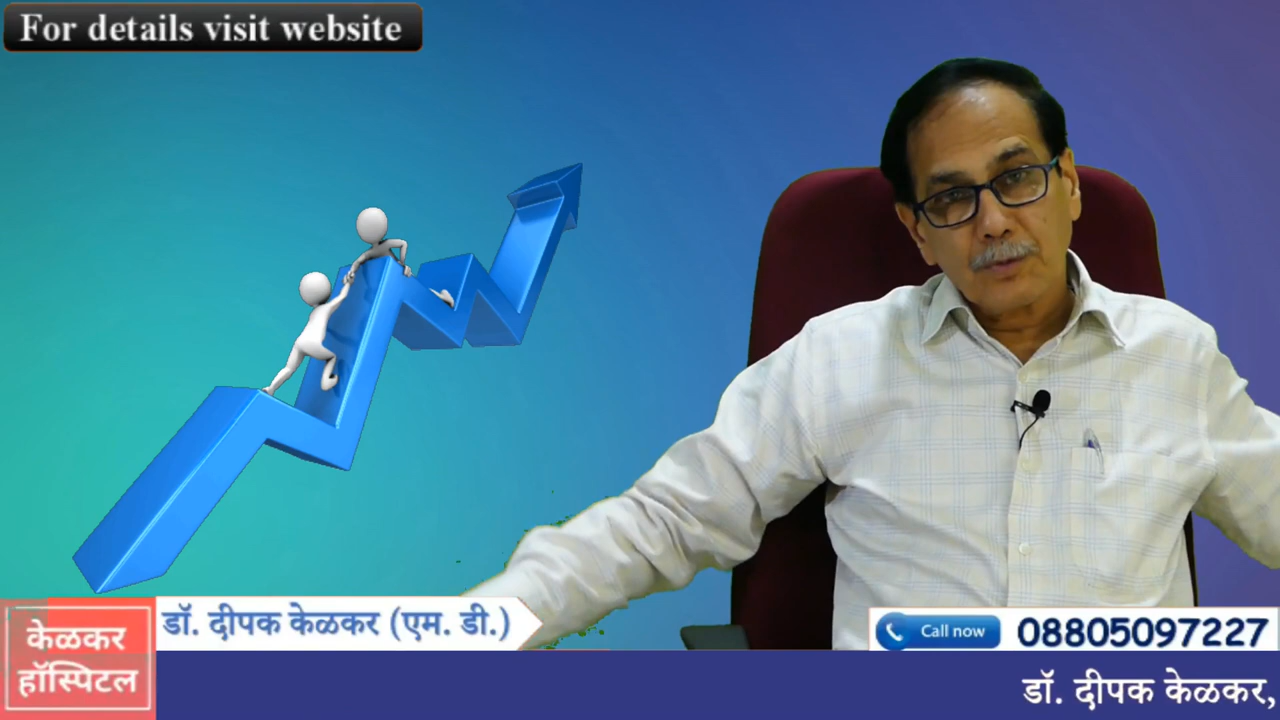 For details visit website
केळकर
हॉस्पिटल
डॉ. दीपक केळकर (एम. डी.)
Call now
08805097227
डॉ. दीपक केळकर,